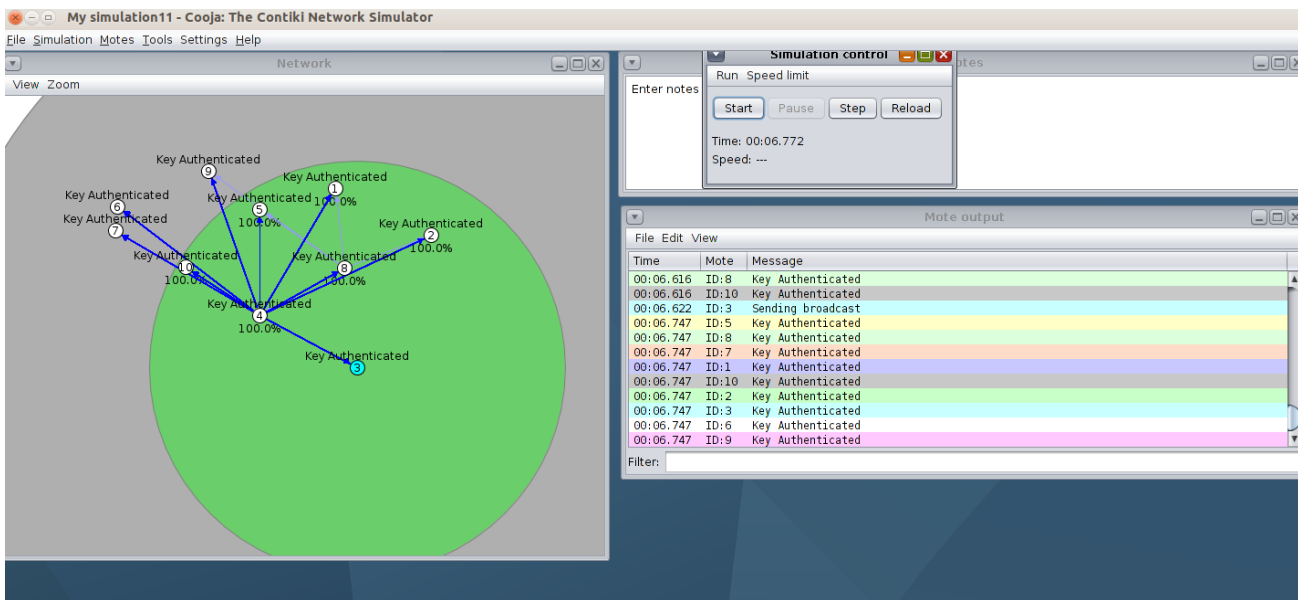 My simulation11 - Cooja: The Contiki Network Simulator
File Simulation Motes Tools Settings Help
Network
View Zoom
Key Authenticated
9
Key Authenticated
1
100.0%
Key Authenticated
6
Key Authenticated
5
100.0%
Key Authenticated
7
Key Authenticated
2
100.0%
Key Authenticated
10
100.0%
Key Authenticated
8
100.0%
Key Authenticated
4
100.0%
Key Authenticated
3
Simulation control
Run Speed limit
Start Pause Step Reload
Time: 00:06.772
Speed: ---
Enter notes
Mote output
File Edit View
Time Mote Message
00:06.616 ID:8 Key Authenticated
00:06.616 ID:10 Key Authenticated
00:06.622 ID:3 Sending broadcast
00:06.747 ID:5 Key Authenticated
00:06.747 ID:8 Key Authenticated
00:06.747 ID:7 Key Authenticated
00:06.747 ID:1 Key Authenticated
00:06.747 ID:10 Key Authenticated
00:06.747 ID:2 Key Authenticated
00:06.747 ID:3 Key Authenticated
00:06.747 ID:6 Key Authenticated
00:06.747 ID:9 Key Authenticated
Filter: